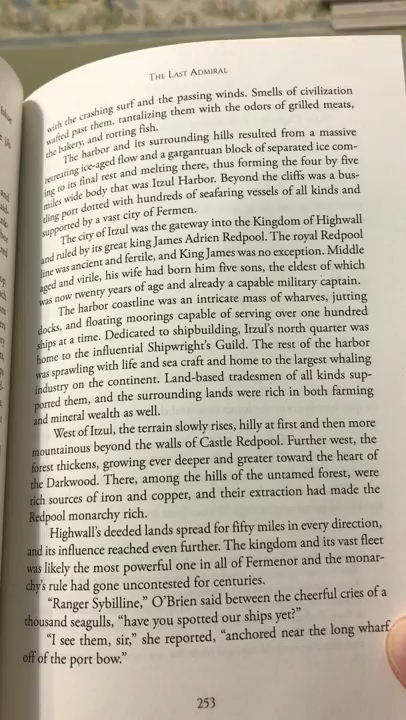 THE LAST ADMIRAL
with the crashing surf and the passing winds. Smells of civilization
wafted past them, tantalizing them with the odors of grilled meats,
the bakery, and rotting fish.
The harbor and its surrounding hills resulted from a massive
retreating ice-aged flow and a gargantuan block of separated ice com-
ing to its final rest and melting there, thus forming the four by five
miles wide body that was Itzul Harbor. Beyond the cliffs was a bus-
tling port dotted with hundreds of seafaring vessels of all kinds and
supported by a vast city of Fermen.
The city of Itzul was the gateway into the Kingdom of Highwall
and ruled by its great king James Adrien Redpool. The royal Redpool
line was ancient and fertile, and King James was no exception. Middle
aged and virile, his wife had born him five sons, the eldest of which
was now twenty years of age and already a capable military captain.
The harbor coastline was an intricate mass of wharves, jutting
docks, and floating moorings capable of serving over one hundred
ships at a time. Dedicated to shipbuilding, Itzul's north quarter was
home to the influential Shipwright's Guild. The rest of the harbor
was sprawling with life and sea craft and home to the largest whaling
industry on the continent. Land-based tradesmen of all kinds sup-
ported them, and the surrounding lands were rich in both farming
and mineral wealth as well.
West of Itzul, the terrain slowly rises, hilly at first and then more
mountainous beyond the walls of Castle Redpool. Further west, the
forest thickens, growing ever deeper and greater toward the heart of
the Darkwood. There, among the hills of the untamed forest, were
rich sources of iron and copper, and their extraction had made the
Redpool monarchy rich.
Highwall's deeded lands spread for fifty miles in every direction,
and its influence reached even further. The kingdom and its vast fleet
was likely the most powerful one in all of Fermenor and the monar-
chy's rule had gone uncontested for centuries.
"Ranger Sybilline," O'Brien said between the cheerful cries of a
thousand seagulls, "have you spotted our ships yet?"
"I see them, sir," she reported, "anchored near the long wharf
off of the port bow."
253